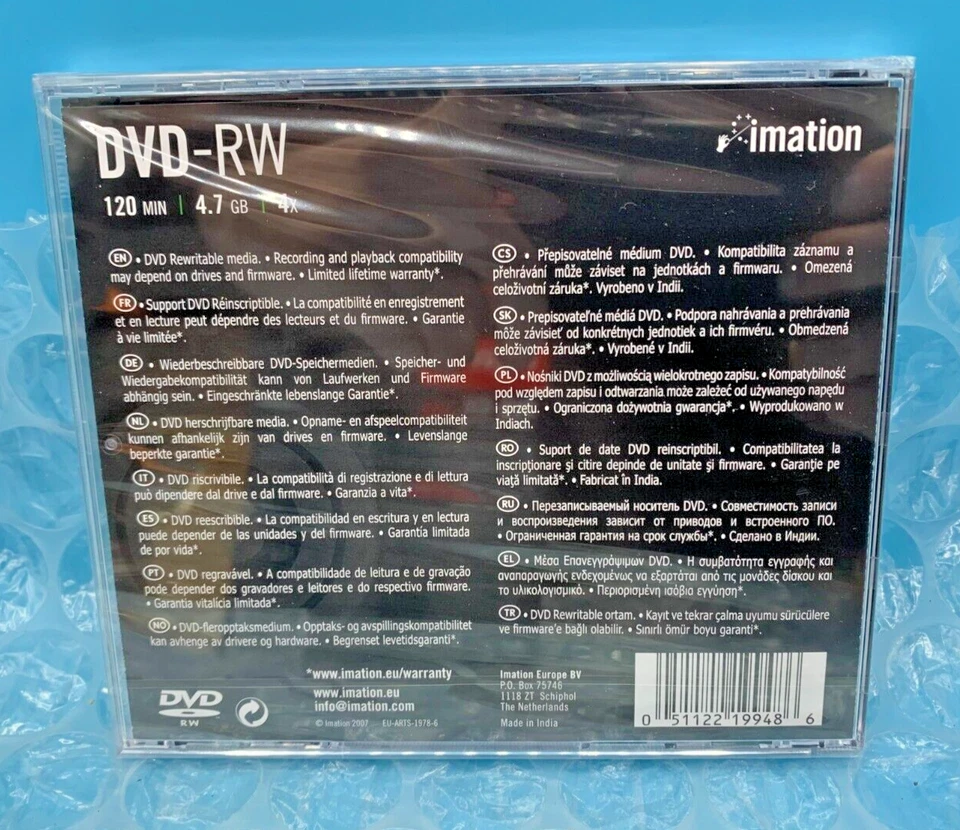 DVD-RW
imation
120 MIN | 4.7 GB | 4X
EN • DVD Rewritable media. • Recording and playback compatibility
may depend on drives and firmware. • Limited lifetime warranty*.
FR • Support DVD Réinscriptible. • La compatibilité en enregistrement
et en lecture peut dépendre des lecteurs et du firmware. • Garantie
à vie limitée*.
DE • Wiederbeschreibbare DVD-Speichermedien. • Speicher- und
Wiedergabekompatibilität kann von Laufwerken und Firmware
abhängig sein. • Eingeschränkte lebenslange Garantie*.
NL • DVD herschrijfbare media. • Opname- en afspeelcompatibiliteit
kunnen afhankelijk zijn van drives en firmware. • Levenslange
beperkte garantie*.
IT • DVD riscrivibile. • La compatibilità di registrazione e di lettura
può dipendere dal drive e dal firmware. • Garanzia a vita*.
ES • DVD reescribible. • La compatibilidad en escritura y en lectura
puede depender de las unidades y del firmware. • Garantía limitada
de por vida*.
PT • DVD regravável. • A compatibilidade de leitura e de gravação
pode depender dos gravadores e leitores e do respectivo firmware.
• Garantia vitalícia limitada*.
NO • DVD-fleropptaksmedium. • Opptaks- og avspillingskompatibilitet
kan avhenge av drivere og hardware. • Begrenset levetidsgaranti*.
CS • Přepisovatelné médium DVD. • Kompatibilita záznamu a
přehrávání může záviset na jednotkách a firmwaru. • Omezená
celoživotní záruka*. Vyrobeno v Indii.
SK • Prepisovateľné médiá DVD. • Podpora nahrávania a prehrávania
môže závisieť od konkrétnych jednotiek a ich firmvéru. • Obmedzená
celoživotná záruka*. • Vyrobené v Indii.
PL • Nośniki DVD z możliwością wielokrotnego zapisu. • Kompatybilność
pod względem zapisu i odtwarzania może zależeć od używanego napędu
i sprzętu. • Ograniczona dożywotnia gwarancja*. • Wyprodukowano w
Indiach.
RO • Suport de date DVD reinscriptibil. • Compatibilitatea la
inscripţionare şi citire depinde de unitate şi firmware. • Garanţie pe
viaţă limitată*. • Fabricat în India.
RU • Перезаписываемый носитель DVD. • Совместимость записи
и воспроизведения зависит от приводов и встроенного ПО.
• Ограниченная гарантия на срок службы*. • Сделано в Индии.
EL • Μέσα Επανεγγράψιμων DVD. • Η συμβατότητα εγγραφής και
αναπαραγωγής ενδεχομένως να εξαρτάται από τις μονάδες δίσκου και
το υλικολογισμικό. • Περιορισμένη ισόβια εγγύηση*.
TR • DVD Rewritable ortam. • Kayıt ve tekrar çalma uyumu sürücülere
ve firmware'e bağlı olabilir. • Sınırlı ömür boyu garanti*.
*www.imation.eu/warranty
www.imation.eu
info@imation.com
© Imation 2007 EU-ARTS-1978-6
DVD
RW
Imation Europe BV
P.O. Box 75746
1118 ZT Schiphol
The Netherlands
Made in India
0 51122 19948 6